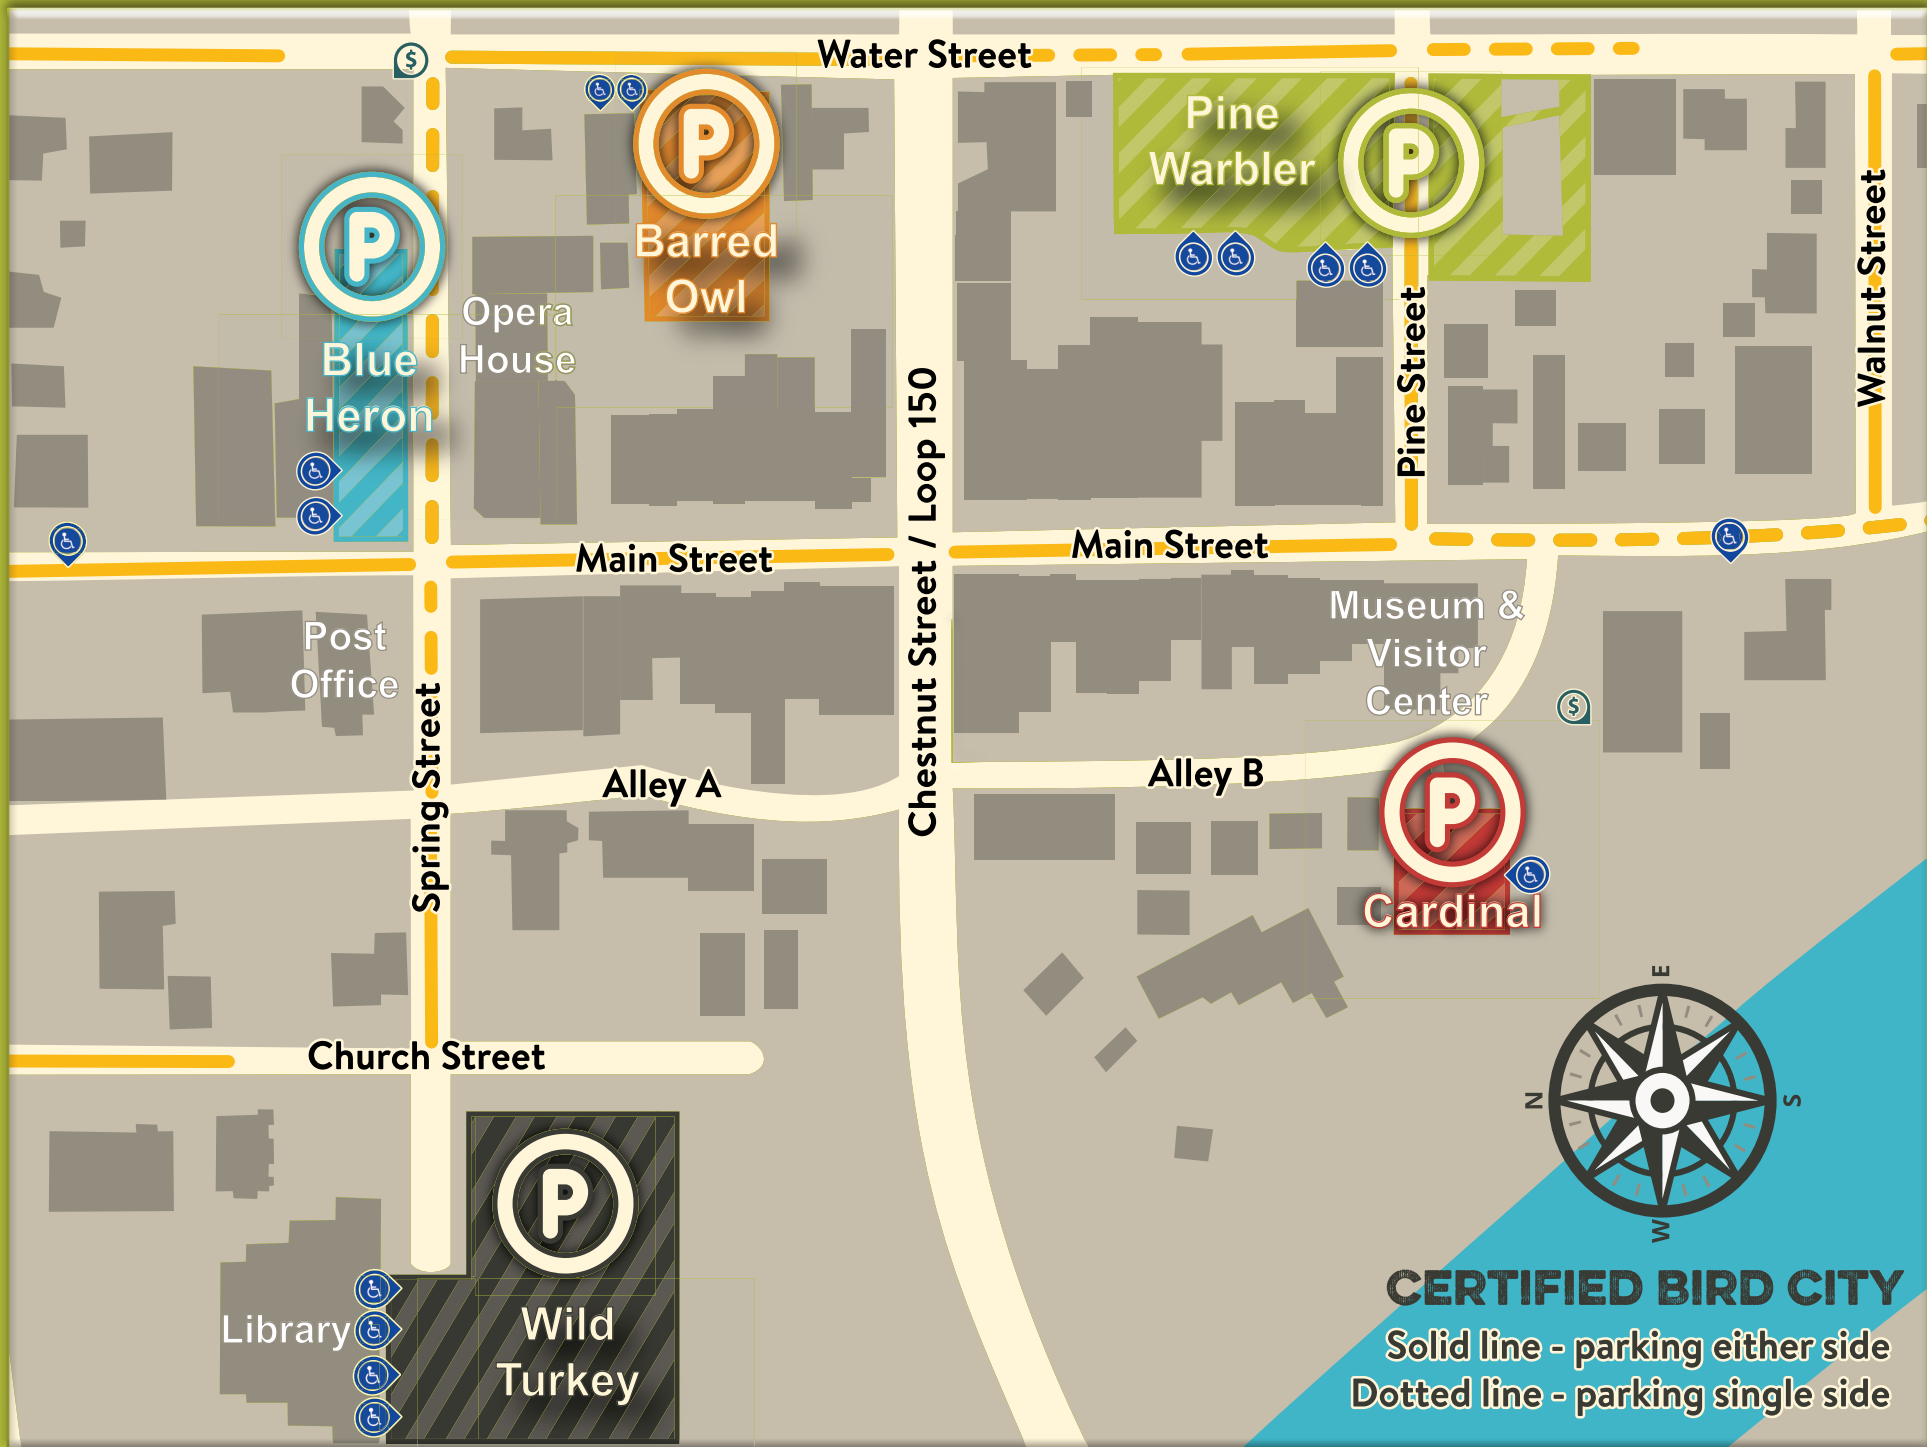 Water Street
$
P
P
P
Pine
Warbler
Barred
Owl
Opera
House
Blue
Heron
Pine Street
Walnut Street
Chestnut Street / Loop 150
Main Street
Main Street
Post
Office
Museum &
Visitor
Center
$
Spring Street
Alley A
Alley B
P
Cardinal
E
N
S
W
Church Street
P
Wild
Turkey
Library
CERTIFIED BIRD CITY
Solid line - parking either side
Dotted line - parking single side